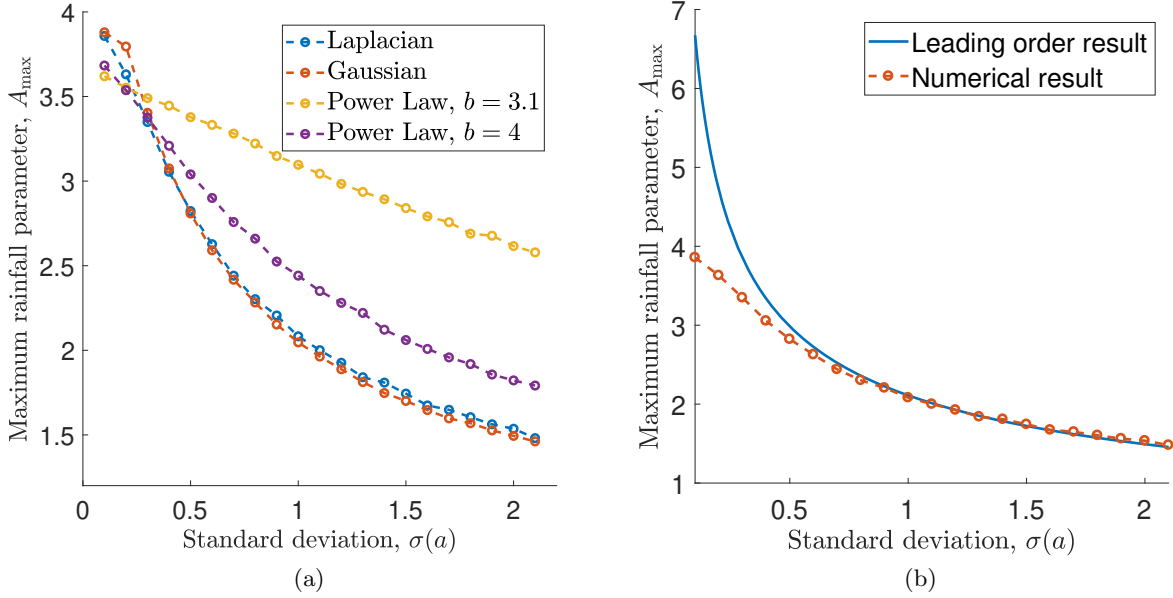 Maximum rainfall parameter, A_max
4
3.5
3
2.5
2
1.5
0
0.5
1
1.5
2
Standard deviation, σ(a)
Laplacian
Gaussian
Power Law, b = 3.1
Power Law, b = 4
(a)
Maximum rainfall parameter, A_max
7
6
5
4
3
2
1
0.5
1
1.5
2
Standard deviation, σ(a)
Leading order result
Numerical result
(b)